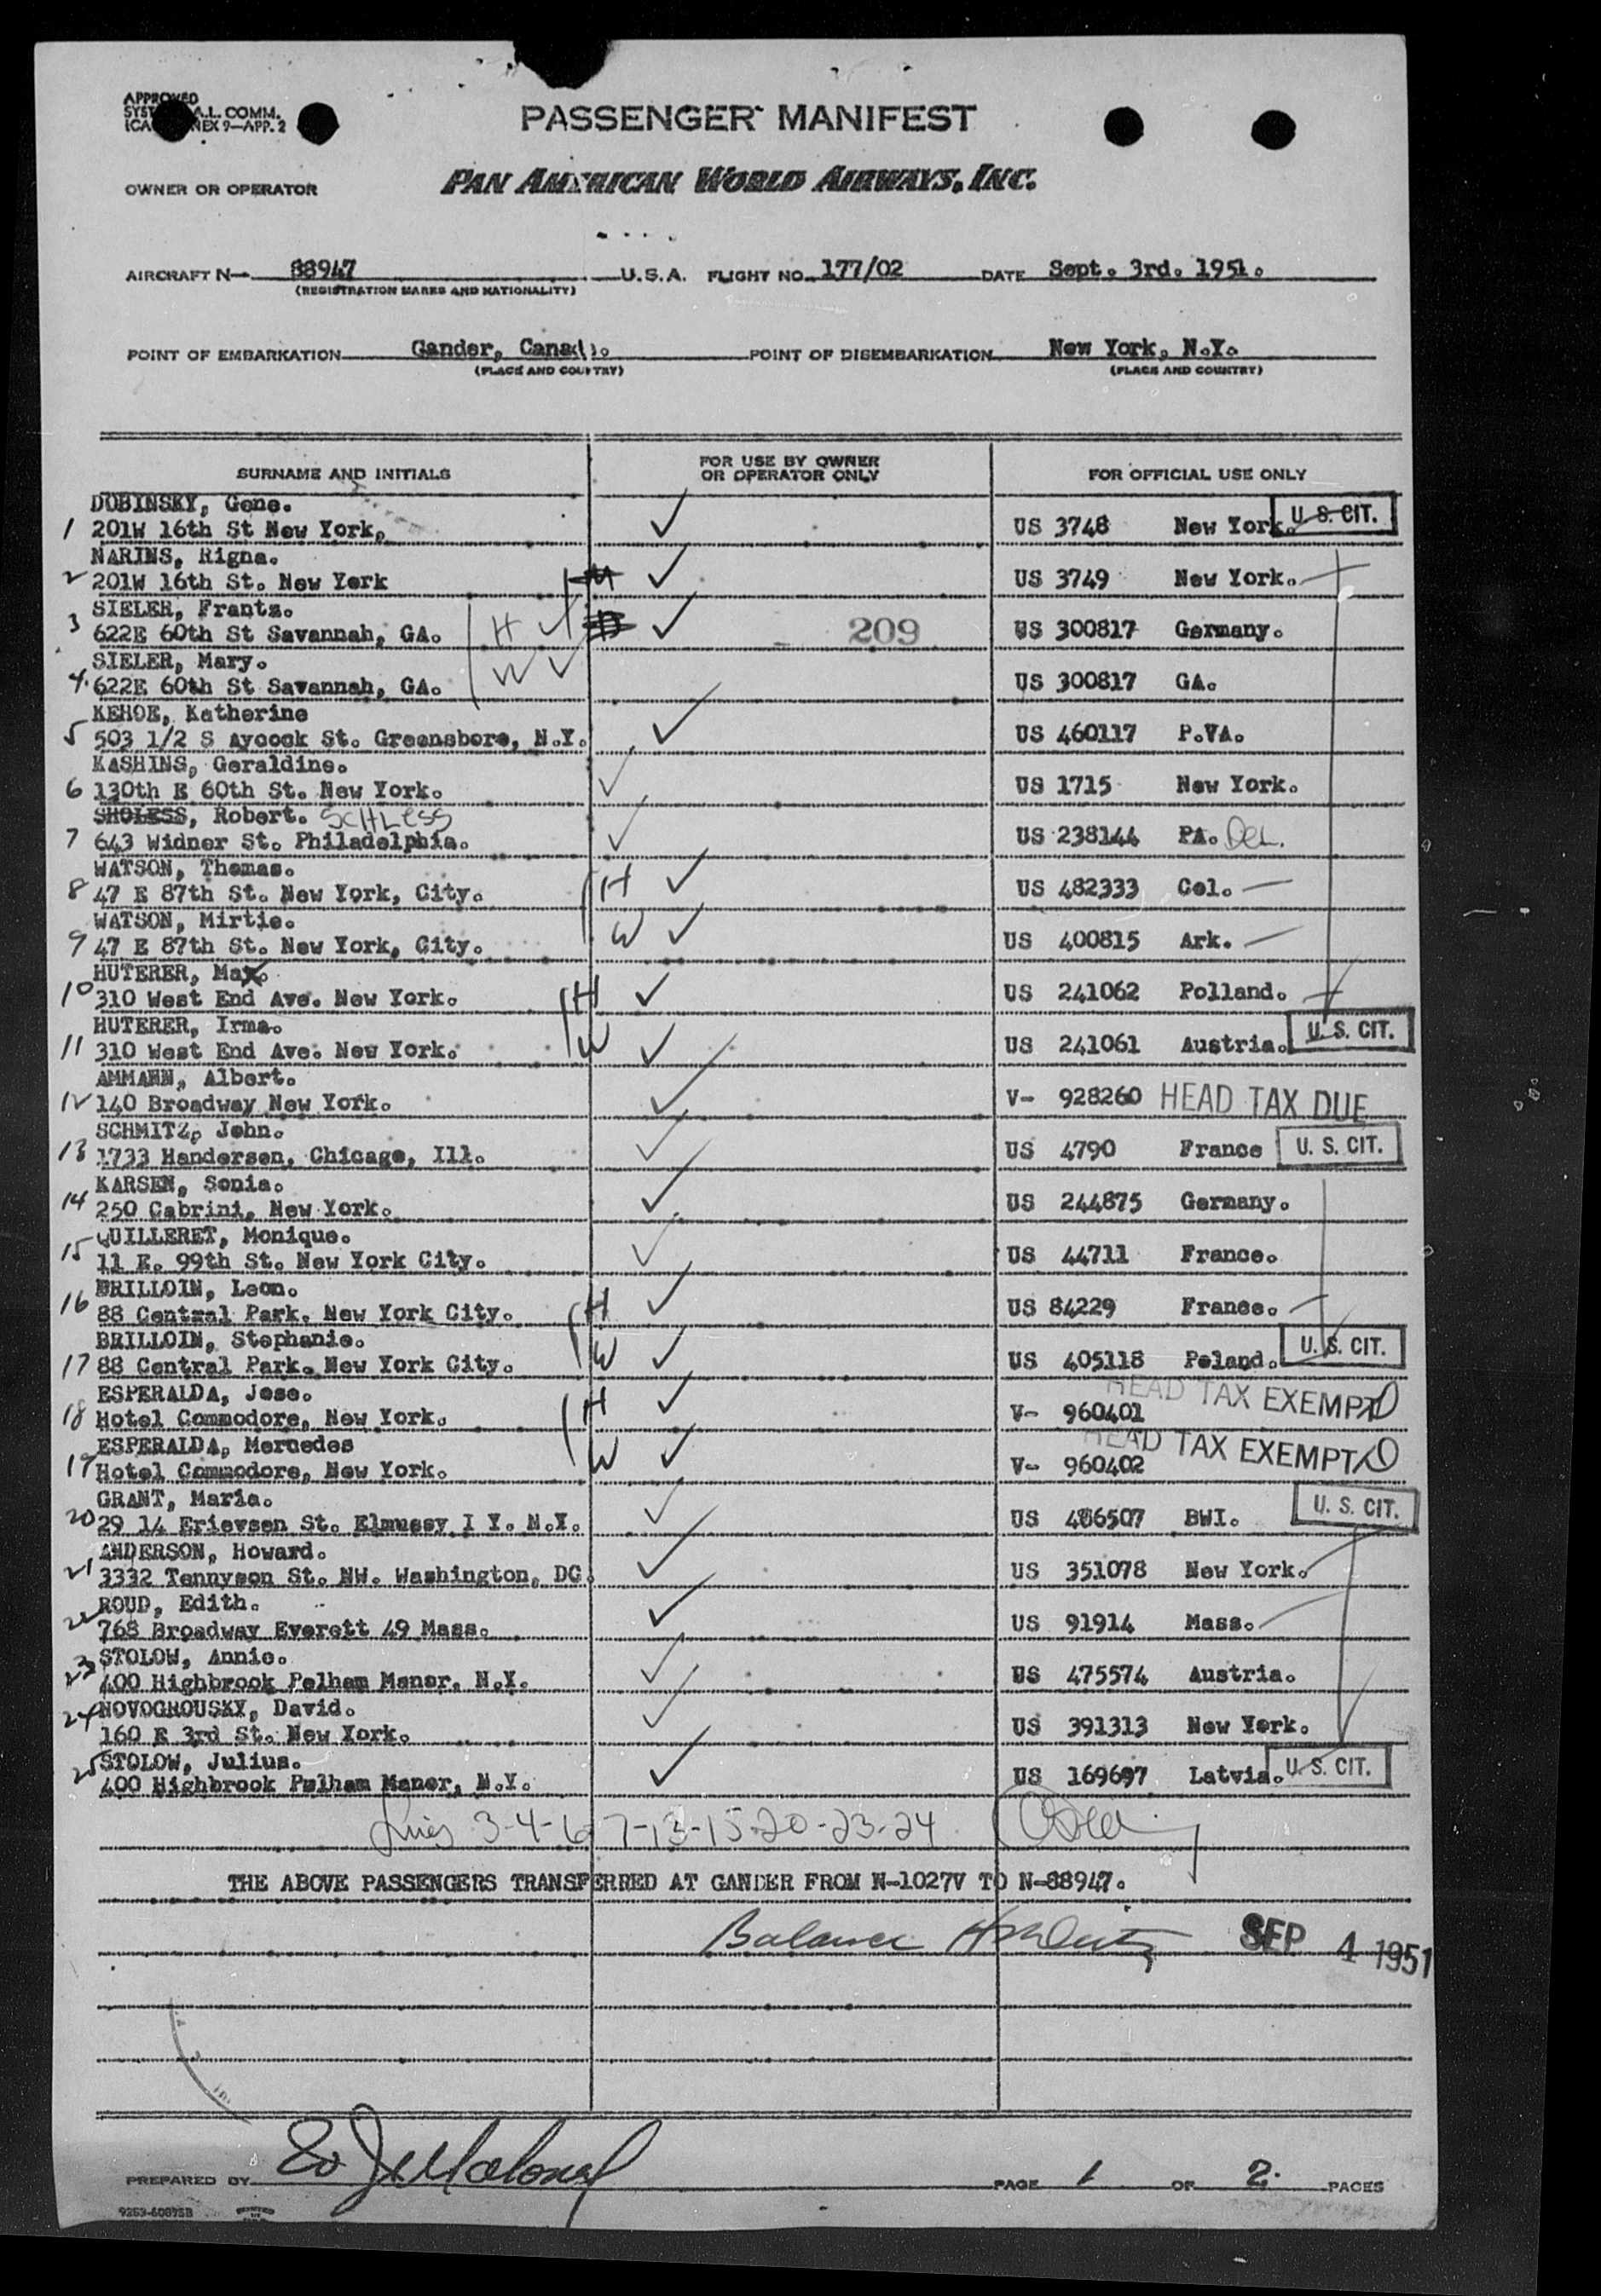 APPROVED
SYST A.L. COMM.
ICA NEX 9—APP. 2
PASSENGER MANIFEST
OWNER OR OPERATOR PAN AMERICAN WORLD AIRWAYS, INC.
AIRCRAFT N— 88947 U.S.A. FLIGHT NO. 177/02 DATE Sept. 3rd. 1951.
(REGISTRATION MARKS AND NATIONALITY)
POINT OF EMBARKATION Gander, Canada. POINT OF DISEMBARKATION New York, N.Y.
(PLACE AND COUNTRY) (PLACE AND COUNTRY)
SURNAME AND INITIALS FOR USE BY OWNER OR OPERATOR ONLY FOR OFFICIAL USE ONLY
DUBINSKY, Gene.
1 201W 16th St New York, ✓ US 3748 New York. U. S. CIT.
NARINS, Rigna.
2 201W 16th St. New York ✓ US 3749 New York.
SIELER, Frantz.
3 622E 60th St Savannah, GA. H ✓ ✓ 209 US 300817 Germany.
SIELER, Mary.
4. 622E 60th St Savannah, GA. W ✓ US 300817 GA.
KEHOE, Katherine
5 503 1/2 S Aycock St. Greensboro, N.Y. ✓ US 460117 P.VA.
KASHINS, Geraldine.
6 130th E 60th St. New York. ✓ US 1715 New York.
SHOLESS, Robert. SCHLESS
7 643 Widner St. Philadelphia. ✓ US 238144 PA. Del.
WATSON, Thomas.
8 47 E 87th St. New York, City. H ✓ US 482333 Col.
WATSON, Mirtie.
9 47 E 87th St. New York, City. W ✓ US 400815 Ark.
HUTERER, Max
10 310 West End Ave. New York. H ✓ US 241062 Polland.
HUTERER, Irma.
11 310 West End Ave. New York. W ✓ US 241061 Austria. U. S. CIT.
AMMANN, Albert.
12 140 Broadway New York. ✓ V- 928260 HEAD TAX DUE
SCHMITZ, John.
13 1733 Handersen, Chicago, Ill. ✓ US 4790 France U. S. CIT.
KARSEN, Sonia.
14 250 Cabrini, New York. ✓ US 244875 Germany.
QUILLERET, Monique.
15 11 E. 99th St. New York City. ✓ US 44711 France.
BRILLOIN, Leon.
16 88 Central Park. New York City. H ✓ US 84229 France.
BRILLOIN, Stephanie.
17 88 Central Park. New York City. W ✓ US 405118 Poland. U. S. CIT.
ESPERALDA, Jose.
18 Hotel Commodore, New York. H ✓ V- 960401 HEAD TAX EXEMPT
ESPERALDA, Mercedes
19 Hotel Commodore, New York. W ✓ V- 960402 HEAD TAX EXEMPT
GRANT, Maria.
20 29 14 Erievsen St. Elmussy I Y. N.Y. ✓ US 486507 BWI. U. S. CIT.
ANDERSON, Howard.
21 3332 Tennyson St. NW. Washington, DC. ✓ US 351078 New York.
ROUD, Edith.
22 768 Broadway Everett 49 Mass. ✓ US 91914 Mass.
STOLOW, Annie.
23 400 Highbrook Pelham Manor, N.Y. ✓ US 475574 Austria.
NOVOGROUSKY, David.
24 160 E 3rd St. New York. ✓ US 391313 New York.
STOLOW, Julius.
25 400 Highbrook Pelham Manor, N.Y. ✓ US 169697 Latvia. U. S. CIT.
Lines 3-4-6-7-13-15-20-23-24
THE ABOVE PASSENGERS TRANSFERRED AT GANDER FROM N-1027V TO N-88947.
Balance SEP 4 1951
PREPARED BY PAGE 1 OF 2. PAGES
9253-60875B